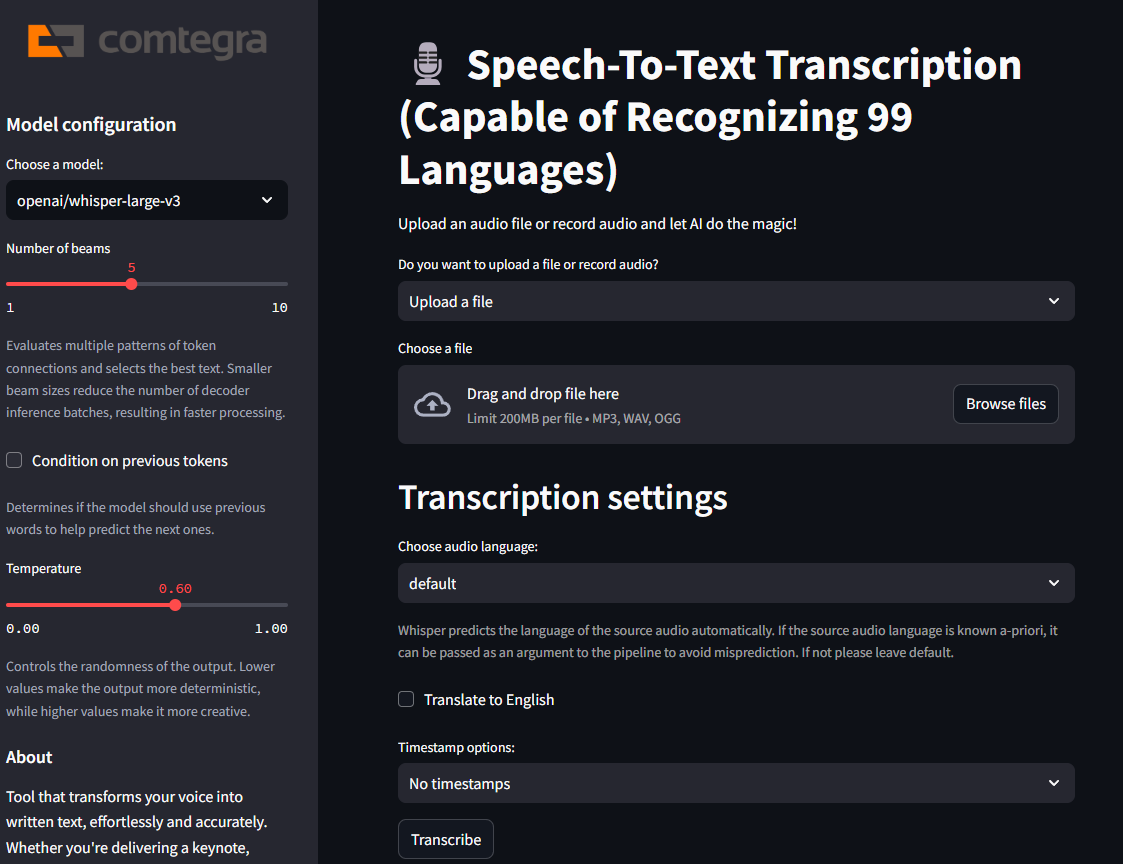 comtegra
Model configuration
Choose a model:
openai/whisper-large-v3
Number of beams
5
1
10
Evaluates multiple patterns of token
connections and selects the best text. Smaller
beam sizes reduce the number of decoder
inference batches, resulting in faster processing.
Condition on previous tokens
Determines if the model should use previous
words to help predict the next ones.
Temperature
0.60
0.00
1.00
Controls the randomness of the output. Lower
values make the output more deterministic,
while higher values make it more creative.
About
Tool that transforms your voice into
written text, effortlessly and accurately.
Whether you're delivering a keynote,
Speech-To-Text Transcription
(Capable of Recognizing 99
Languages)
Upload an audio file or record audio and let AI do the magic!
Do you want to upload a file or record audio?
Upload a file
Choose a file
Drag and drop file here
Limit 200MB per file • MP3, WAV, OGG
Browse files
Transcription settings
Choose audio language:
default
Whisper predicts the language of the source audio automatically. If the source audio language is known a-priori, it
can be passed as an argument to the pipeline to avoid misprediction. If not please leave default.
Translate to English
Timestamp options:
No timestamps
Transcribe